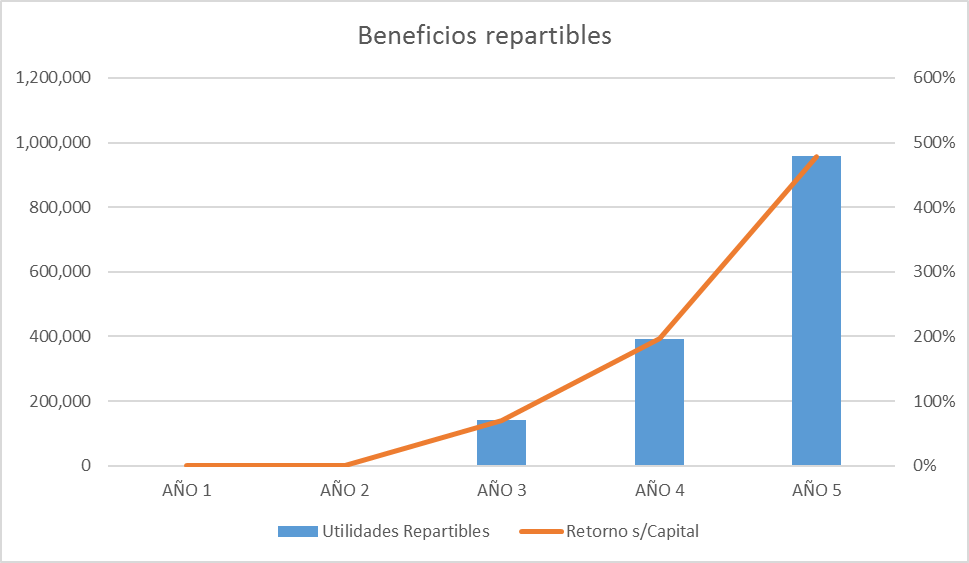 Beneficios repartibles
1,200,000 600%
1,000,000 500%
800,000 400%
600,000 300%
400,000 200%
200,000 100%
0 0%
AÑO 1 AÑO 2 AÑO 3 AÑO 4 AÑO 5
Utilidades Repartibles Retorno s/Capital